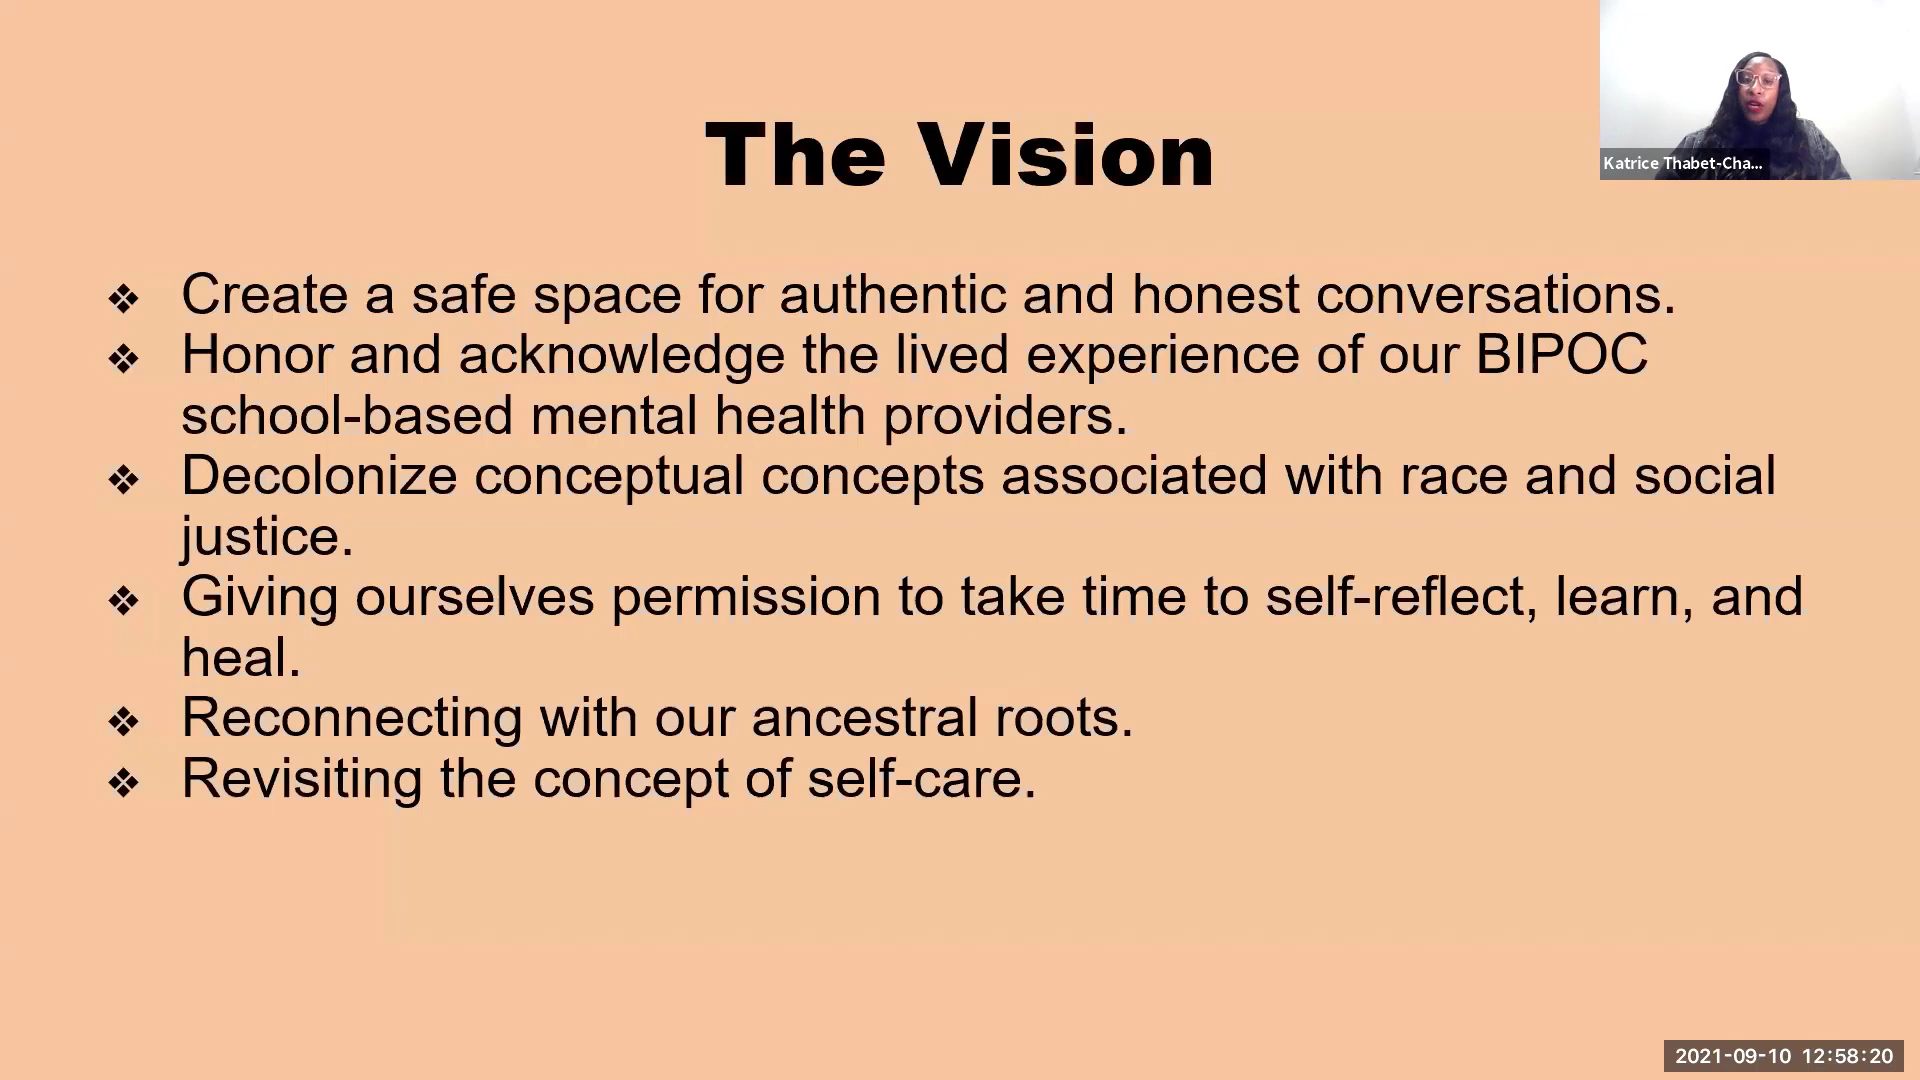 The Vision
Katrice Thabet-Cha...
❖ Create a safe space for authentic and honest conversations.
❖ Honor and acknowledge the lived experience of our BIPOC
school-based mental health providers.
❖ Decolonize conceptual concepts associated with race and social
justice.
❖ Giving ourselves permission to take time to self-reflect, learn, and
heal.
❖ Reconnecting with our ancestral roots.
❖ Revisiting the concept of self-care.
2021-09-10 12:58:20